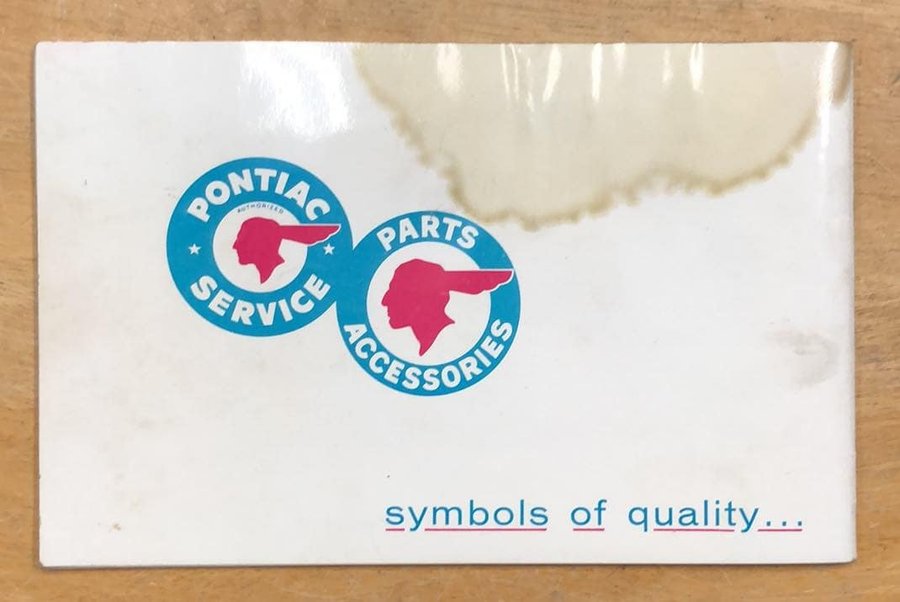 PONTIAC
AUTHORIZED
SERVICE
PARTS
ACCESSORIES
symbols of quality...